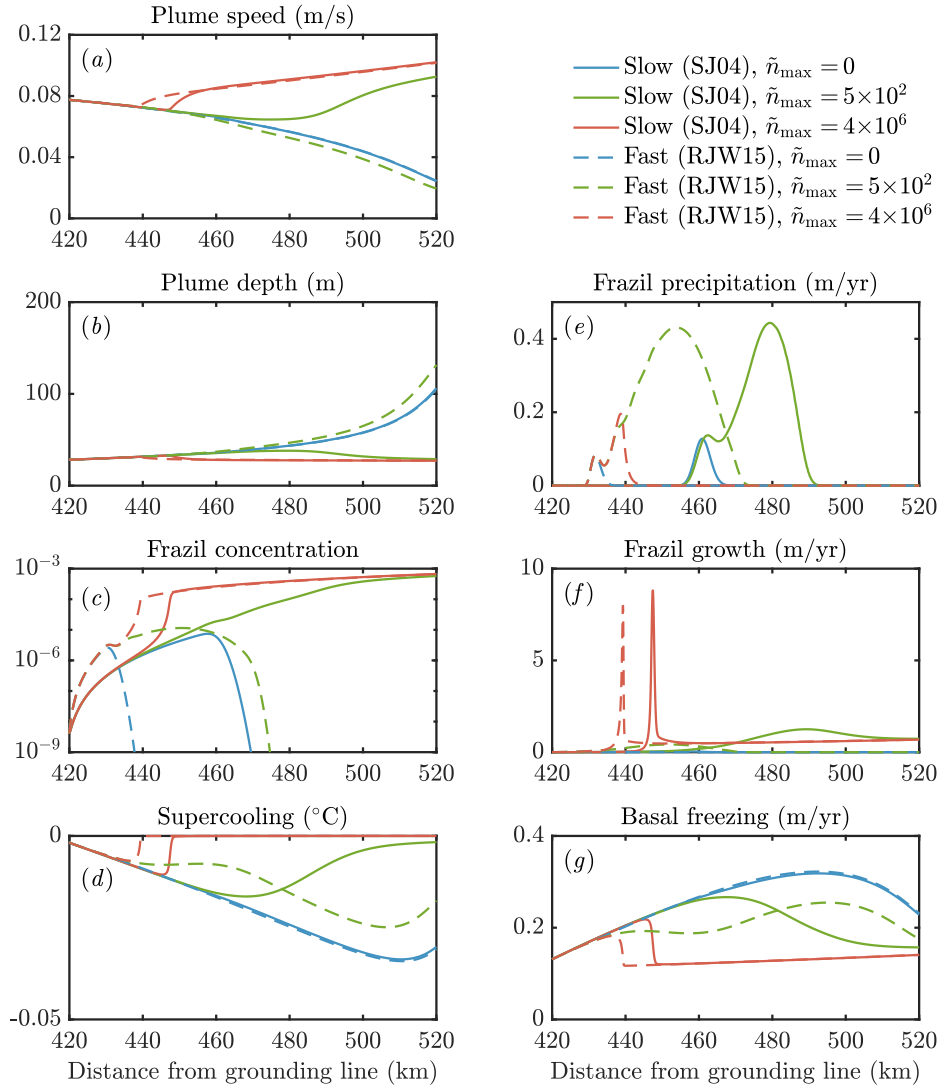 Plume speed (m/s)
0.12
0.08
0.04
0
(a)
420 440 460 480 500 520
Slow (SJ04), ñmax = 0
Slow (SJ04), ñmax = 5×10²
Slow (SJ04), ñmax = 4×10⁶
Fast (RJW15), ñmax = 0
Fast (RJW15), ñmax = 5×10²
Fast (RJW15), ñmax = 4×10⁶
Plume depth (m)
200
100
0
(b)
420 440 460 480 500 520
Frazil precipitation (m/yr)
0.4
0.2
0
(e)
420 440 460 480 500 520
Frazil concentration
10⁻³
10⁻⁶
10⁻⁹
(c)
420 440 460 480 500 520
Frazil growth (m/yr)
10
5
0
(f)
420 440 460 480 500 520
Supercooling (°C)
0
-0.05
(d)
420 440 460 480 500 520
Distance from grounding line (km)
Basal freezing (m/yr)
0.4
0.2
0
(g)
420 440 460 480 500 520
Distance from grounding line (km)